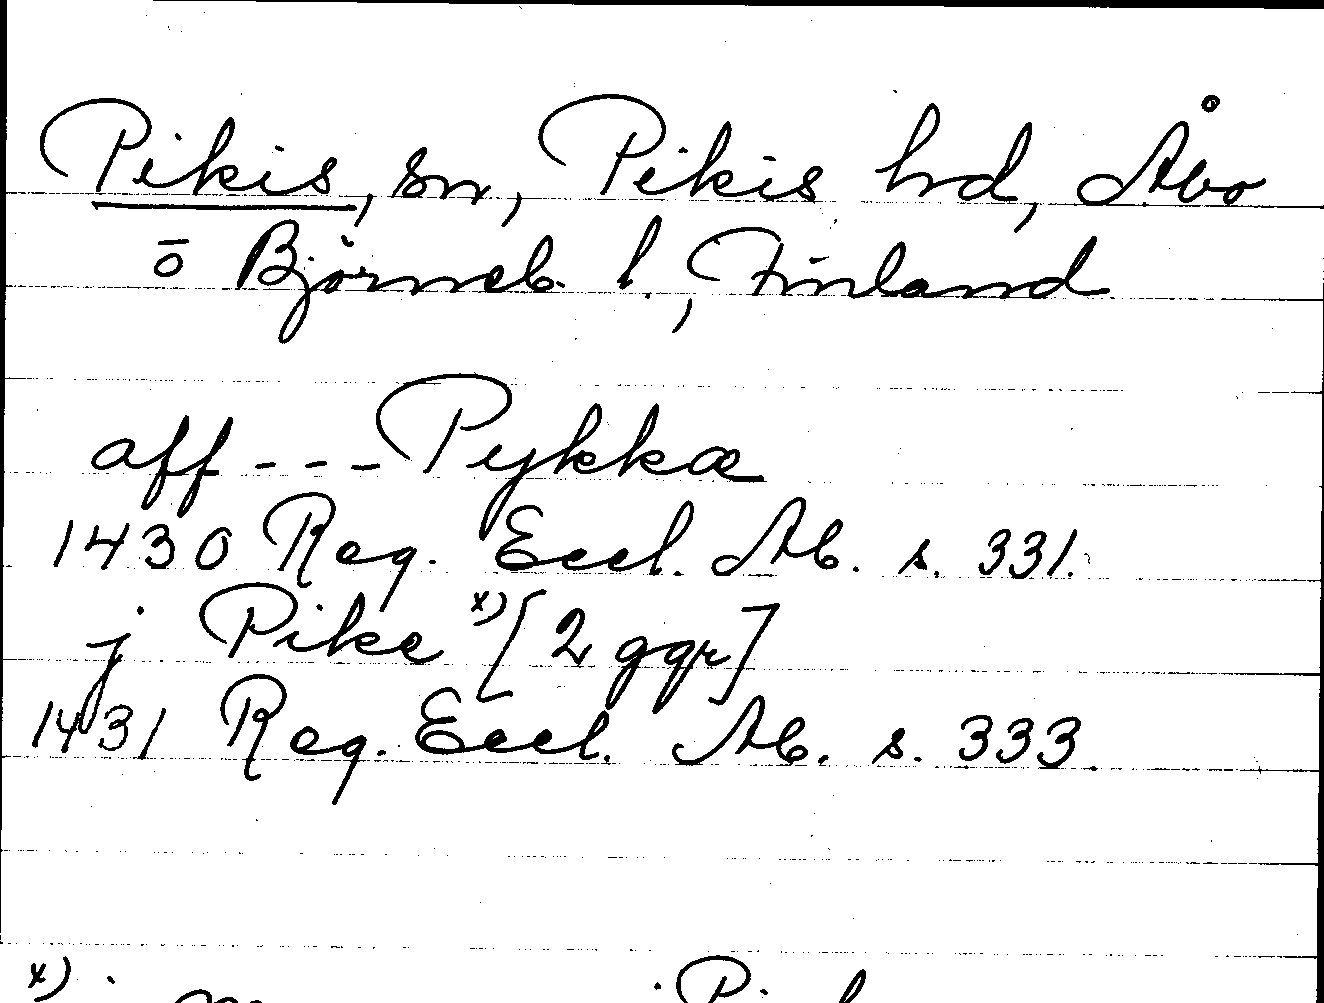 Pikis, sn, Pikis hd, Åbo
ō Björneb. l., Finland
aff - - - Pykkæ
1430 Reg. Eccl. Ab. s. 331.
j Pike x) [2 ggr]
1431 Reg. Eccl. Ab. s. 333.
x)